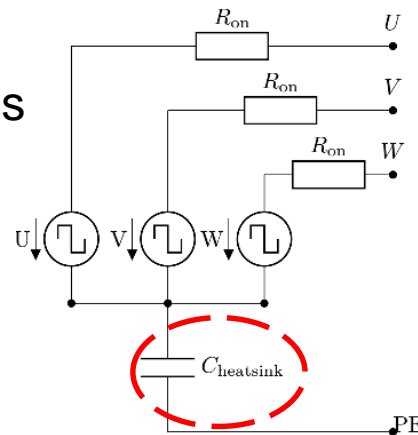 R_on U
s
R_on V
R_on W
U V W
C_heatsink
PE